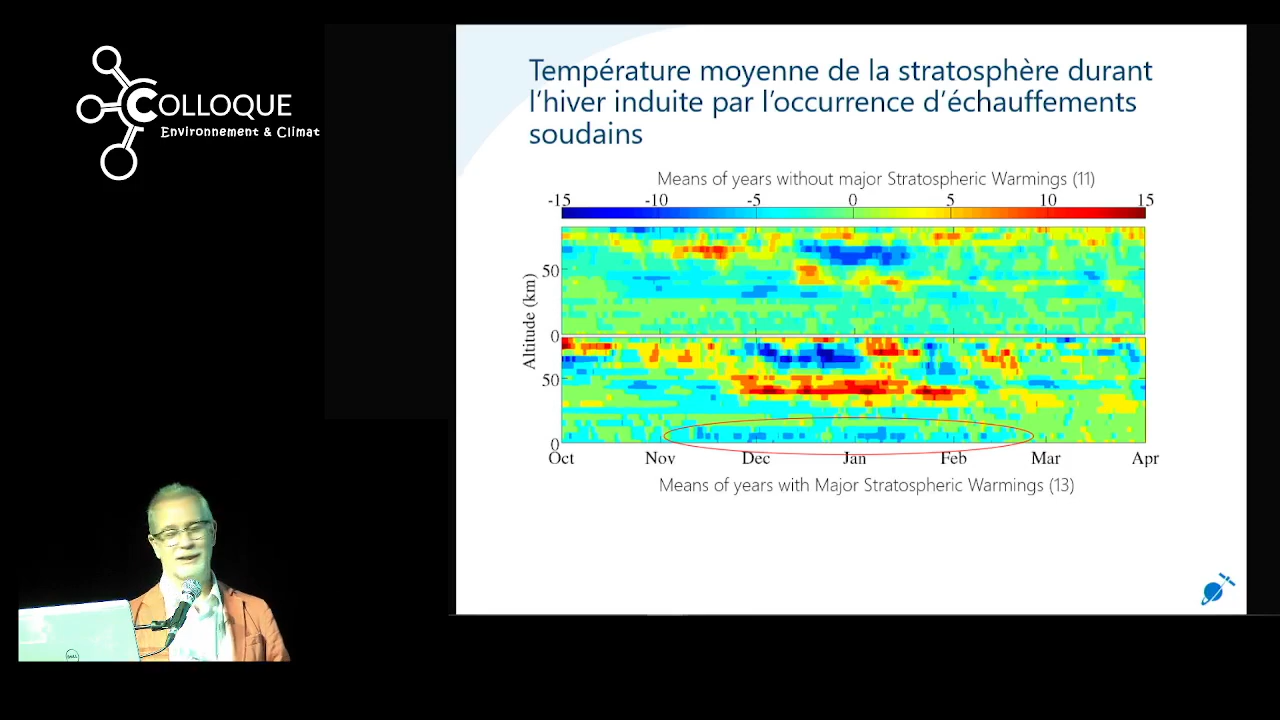 COLLOQUE
Environnement & Climat
Température moyenne de la stratosphère durant
l'hiver induite par l'occurrence d'échauffements
soudains
Means of years without major Stratospheric Warmings (11)
-15 -10 -5 0 5 10 15
50
0
Altitude (km)
50
0
Oct Nov Dec Jan Feb Mar Apr
Means of years with Major Stratospheric Warmings (13)
DELL